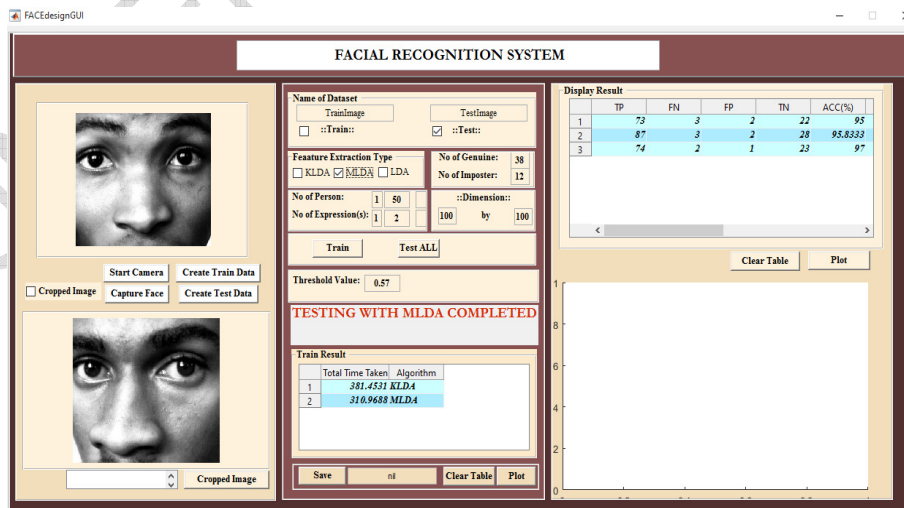 FACEdesignGUI
FACIAL RECOGNITION SYSTEM
Start Camera Create Train Data
Cropped Image Capture Face Create Test Data
Cropped Image
Name of Dataset
TrainImage TestImage
::Train:: ::Test::
Feaature Extraction Type
KLDA MLDA LDA
No of Genuine: 38
No of Imposter: 12
No of Person: 1 50
No of Expression(s): 1 2
::Dimension::
100 by 100
Train Test ALL
Threshold Value: 0.57
TESTING WITH MLDA COMPLETED
Train Result
Total Time Taken Algorithm
1 381.4531 KLDA
2 310.9688 MLDA
Save nil Clear Table Plot
Display Result
TP FN FP TN ACC(%)
1 73 3 2 22 95
2 87 3 2 28 95.8333
3 74 2 1 23 97
Clear Table Plot
1
8
6
4
2
0